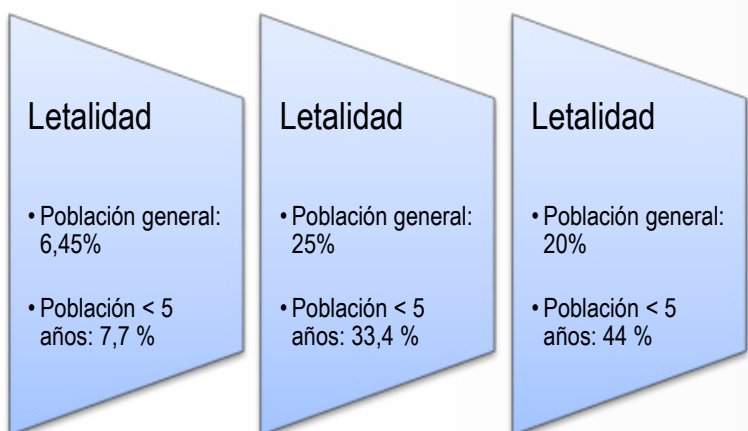 Letalidad
• Población general:
6,45%
• Población < 5
años: 7,7 %
Letalidad
• Población general:
25%
• Población < 5
años: 33,4 %
Letalidad
• Población general:
20%
• Población < 5
años: 44 %